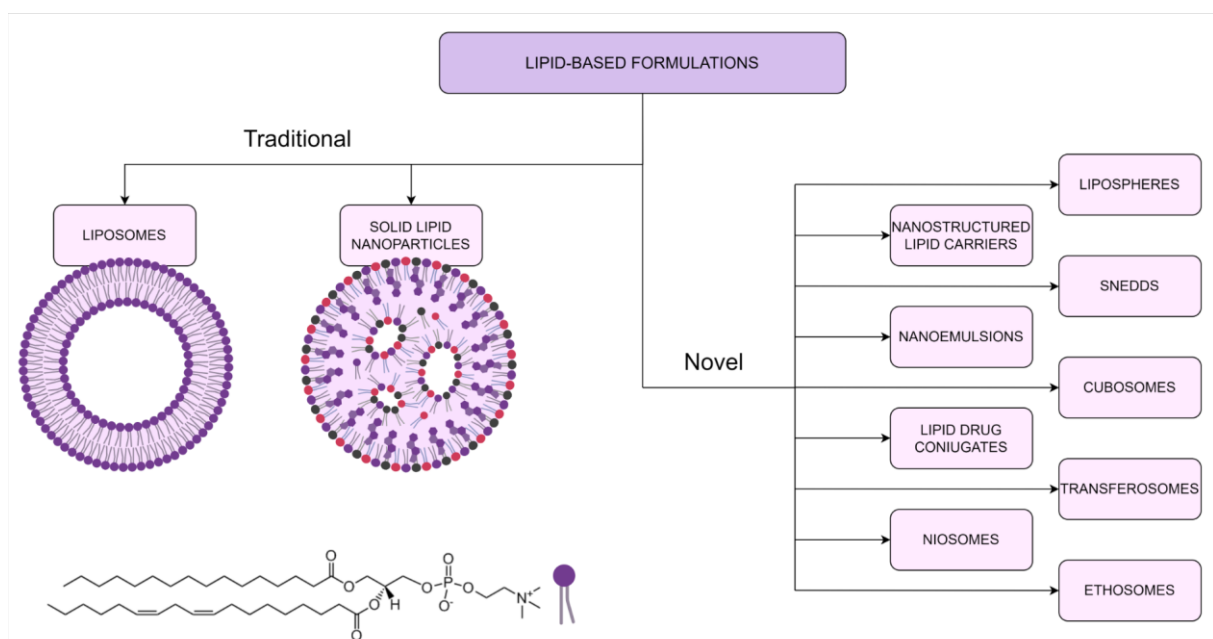 LIPID-BASED FORMULATIONS
Traditional
LIPOSOMES
SOLID LIPID
NANOPARTICLES
Novel
LIPOSPHERES
NANOSTRUCTURED
LIPID CARRIERS
SNEDDS
NANOEMULSIONS
CUBOSOMES
LIPID DRUG
CONIUGATES
TRANSFEROSOMES
NIOSOMES
ETHOSOMES
O
O
O
O
P
O
O-
N+
H
O
O